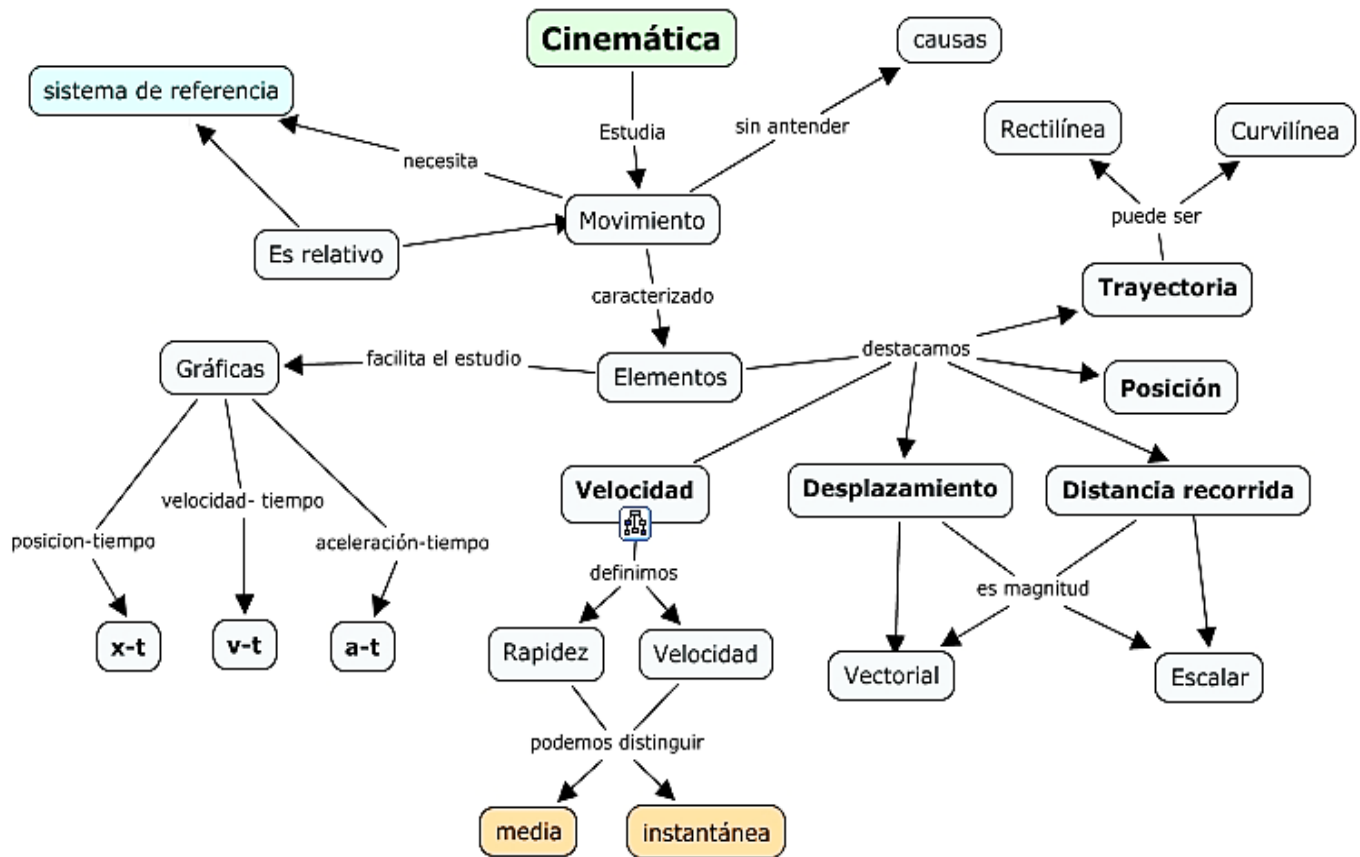 Cinemática
causas
sistema de referencia
Estudia
sin antender
Rectilínea
Curvilínea
necesita
Movimiento
puede ser
Es relativo
Trayectoria
caracterizado
Gráficas
facilita el estudio
Elementos
destacamos
Posición
Velocidad
Desplazamiento
Distancia recorrida
velocidad- tiempo
posicion-tiempo
aceleración-tiempo
definimos
es magnitud
x-t
v-t
a-t
Rapidez
Velocidad
Vectorial
Escalar
podemos distinguir
media
instantánea